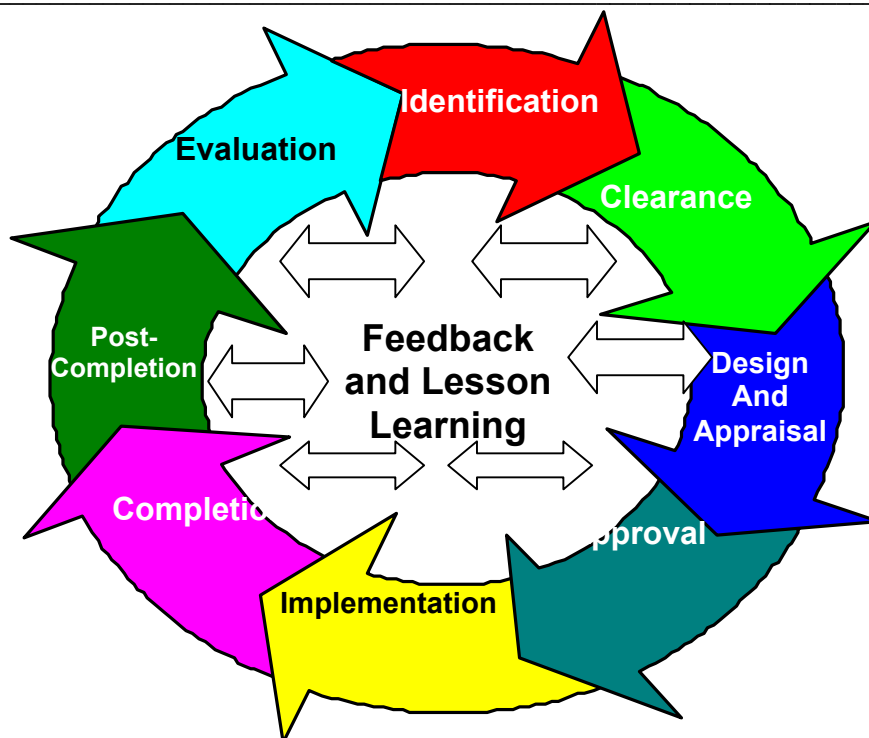 Identification
Evaluation
Clearance
Feedback
and Lesson
Learning
Post-
Completion
Design
And
Appraisal
Completio
pproval
Implementation